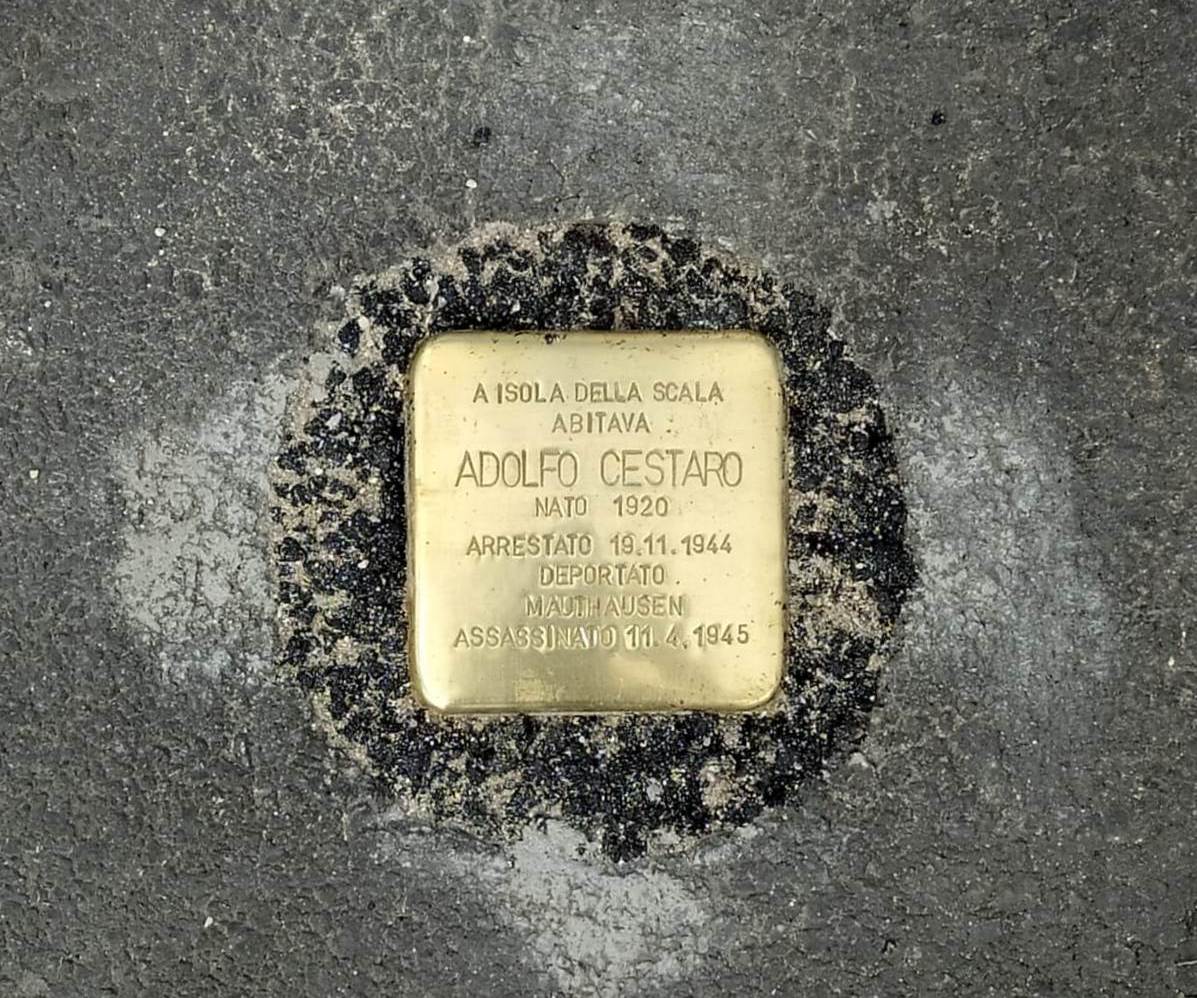 A ISOLA DELLA SCALA
ABITAVA
ADOLFO CESTARO
NATO 1920
ARRESTATO 19.11.1944
DEPORTATO
MAUTHAUSEN
ASSASSINATO 11.4.1945